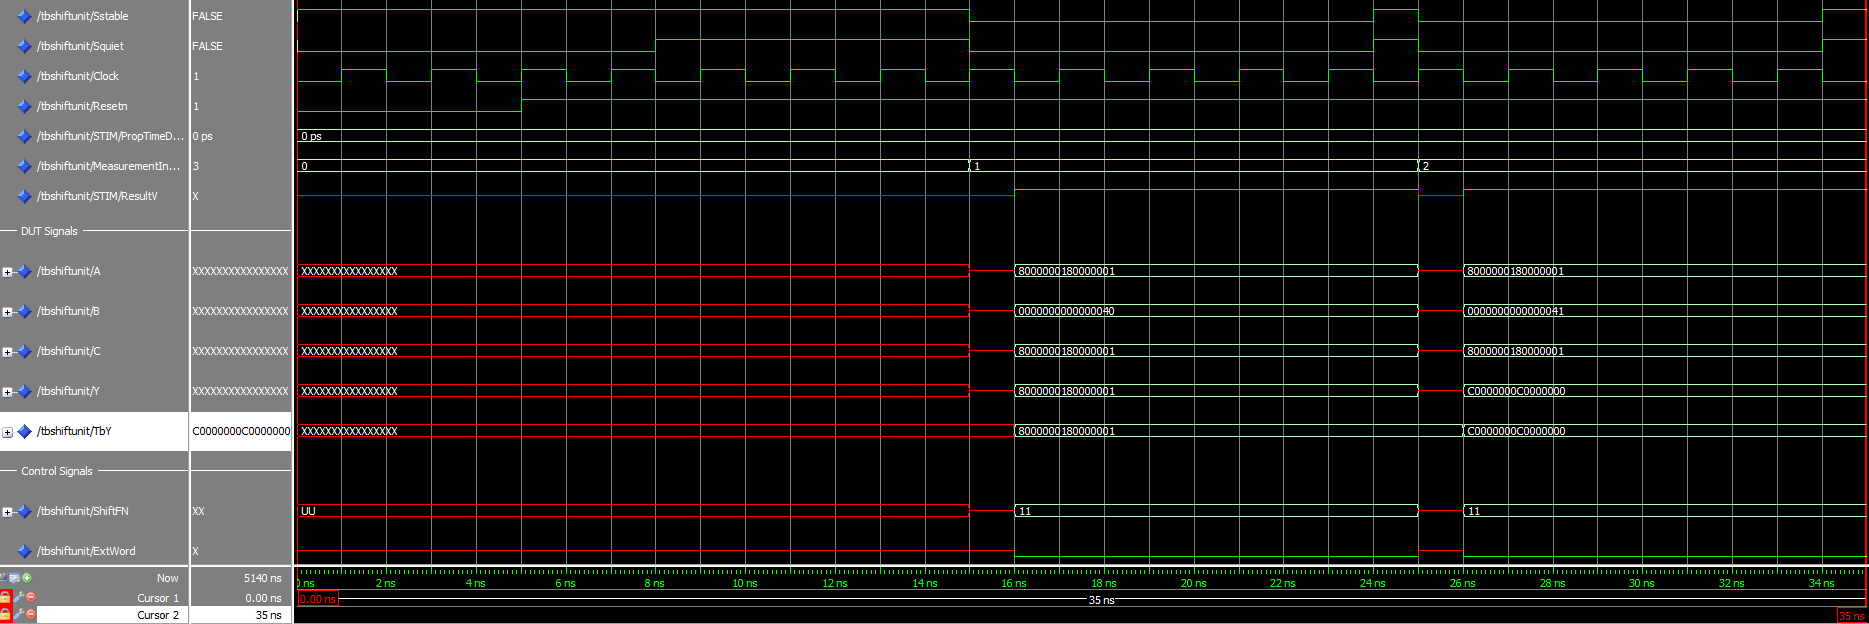 /tbshiftunit/Sstable FALSE
/tbshiftunit/Squiet FALSE
/tbshiftunit/Clock 1
/tbshiftunit/Resetn 1
/tbshiftunit/STIM/PropTimeD... 0 ps 0 ps
/tbshiftunit/MeasurementIn... 3 0 1 2
/tbshiftunit/STIM/ResultV X
DUT Signals
/tbshiftunit/A XXXXXXXXXXXXXXXX XXXXXXXXXXXXXXXX 8000000180000001 8000000180000001
/tbshiftunit/B XXXXXXXXXXXXXXXX XXXXXXXXXXXXXXXX 0000000000000040 0000000000000041
/tbshiftunit/C XXXXXXXXXXXXXXXX XXXXXXXXXXXXXXXX 8000000180000001 8000000180000001
/tbshiftunit/Y XXXXXXXXXXXXXXXX XXXXXXXXXXXXXXXX 8000000180000001 C0000000C0000000
/tbshiftunit/TbY C0000000C0000000 XXXXXXXXXXXXXXXX 8000000180000001 C0000000C0000000
Control Signals
/tbshiftunit/ShiftFN XX UU 11 11
/tbshiftunit/ExtWord X
Now 5140 ns 0 ns 2 ns 4 ns 6 ns 8 ns 10 ns 12 ns 14 ns 16 ns 18 ns 20 ns 22 ns 24 ns 26 ns 28 ns 30 ns 32 ns 34 ns
Cursor 1 0.00 ns 0.00 ns 35 ns
Cursor 2 35 ns 35 ns